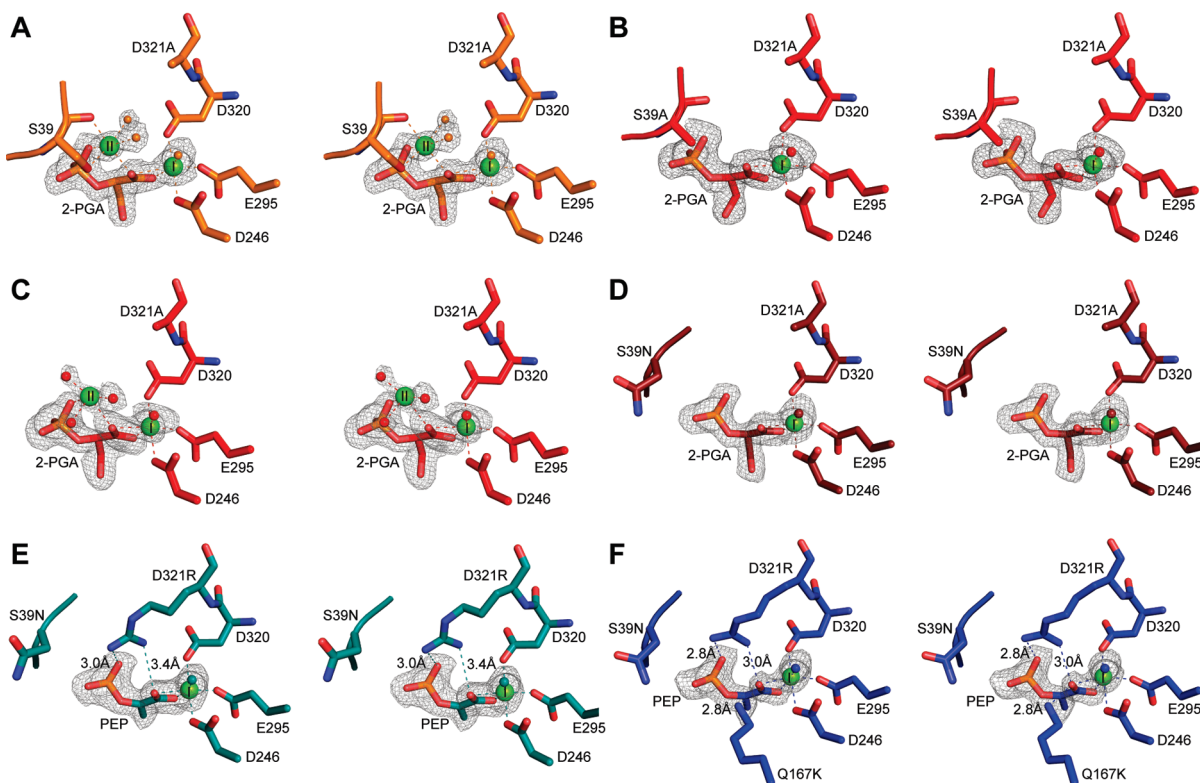 A
D321A
D321A
S39
D320
S39
D320
II
II
I
I
2-PGA
E295
2-PGA
E295
D246
D246
B
D321A
D321A
S39A
D320
S39A
D320
I
I
2-PGA
E295
2-PGA
E295
D246
D246
C
D321A
D321A
D320
D320
II
II
I
I
2-PGA
E295
2-PGA
E295
D246
D246
D
D321A
D321A
S39N
S39N
D320
D320
I
I
2-PGA
E295
2-PGA
E295
D246
D246
E
D321R
D321R
S39N
S39N
D320
D320
3.0Å
3.4Å
3.0Å
3.4Å
I
I
PEP
E295
PEP
E295
D246
D246
F
D321R
D321R
S39N
S39N
D320
D320
2.8Å
3.0Å
2.8Å
3.0Å
I
I
PEP
E295
PEP
E295
2.8Å
2.8Å
D246
D246
Q167K
Q167K